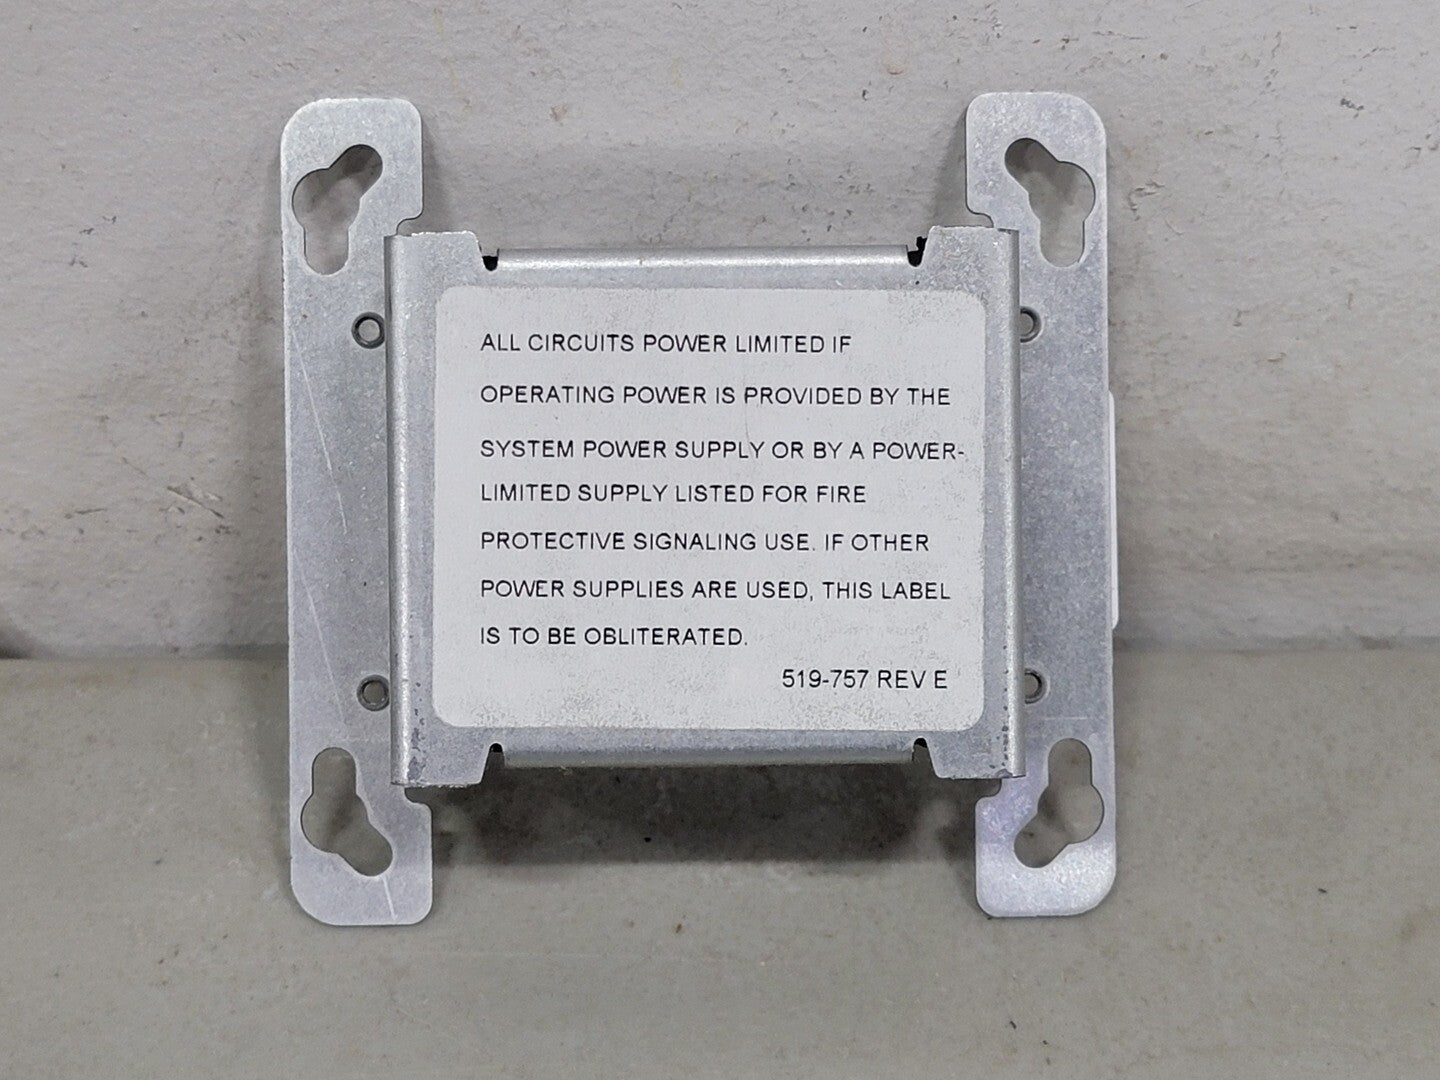 ALL CIRCUITS POWER LIMITED IF
OPERATING POWER IS PROVIDED BY THE
SYSTEM POWER SUPPLY OR BY A POWER-
LIMITED SUPPLY LISTED FOR FIRE
PROTECTIVE SIGNALING USE. IF OTHER
POWER SUPPLIES ARE USED, THIS LABEL
IS TO BE OBLITERATED.
519-757 REV E